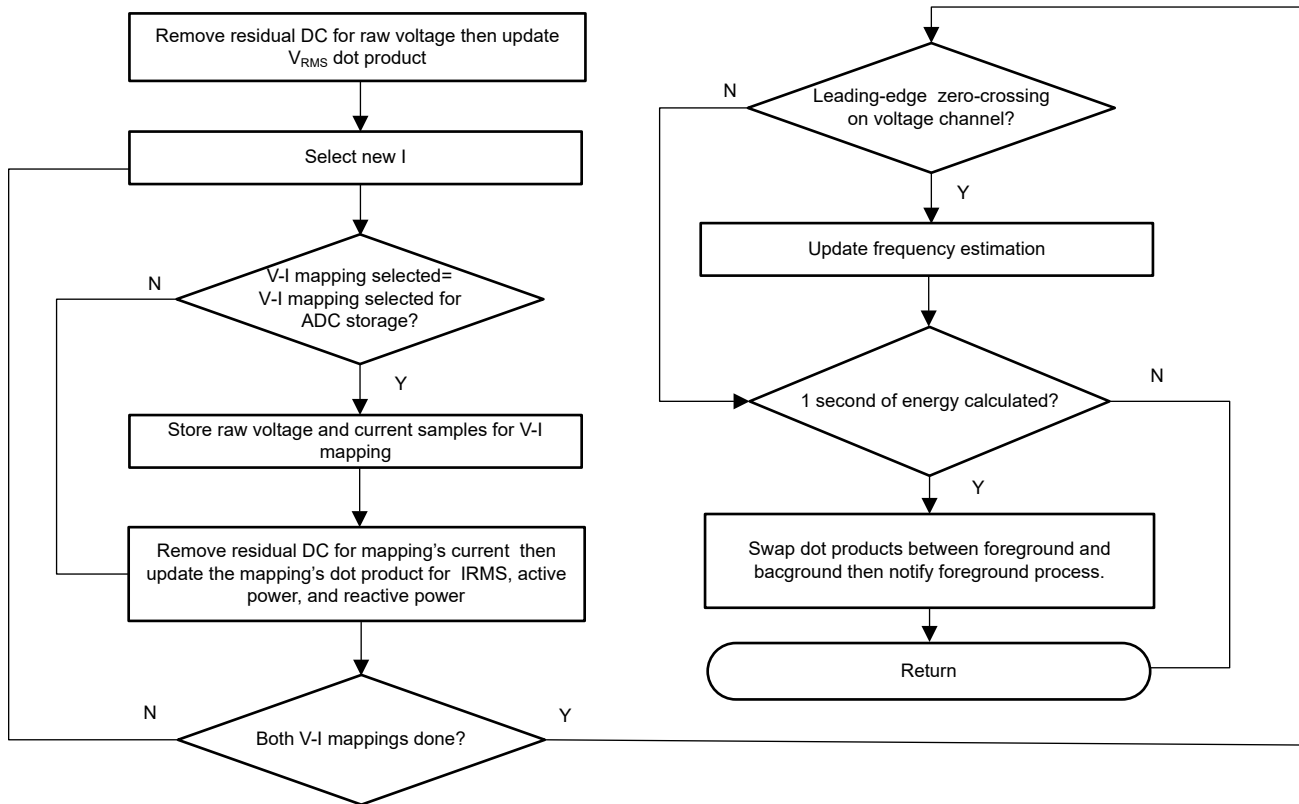 Remove residual DC for raw voltage then update
VRMS dot product
Select new I
N
V-I mapping selected=
V-I mapping selected for
ADC storage?
Y
Store raw voltage and current samples for V-I
mapping
Remove residual DC for mapping’s current then
update the mapping’s dot product for IRMS, active
power, and reactive power
N
Both V-I mappings done?
Y
N
Leading-edge zero-crossing
on voltage channel?
Y
Update frequency estimation
1 second of energy calculated?
N
Y
Swap dot products between foreground and
bacground then notify foreground process.
Return